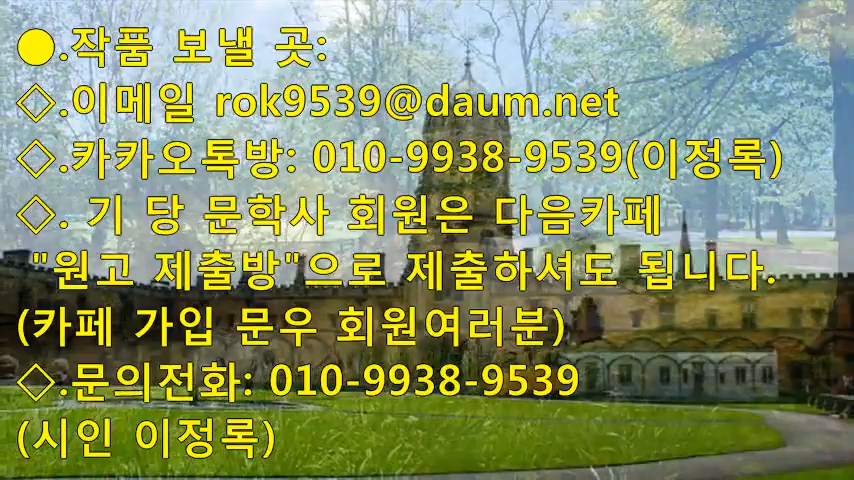 ●.작품 보낼 곳:
◇.이메일 rok9539@daum.net
◇.카카오톡방: 010-9938-9539(이정록)
◇. 기 당 문학사 회원은 다음카페
"원고 제출방"으로 제출하셔도 됩니다.
(카페 가입 문우 회원여러분)
◇.문의전화: 010-9938-9539
(시인 이정록)